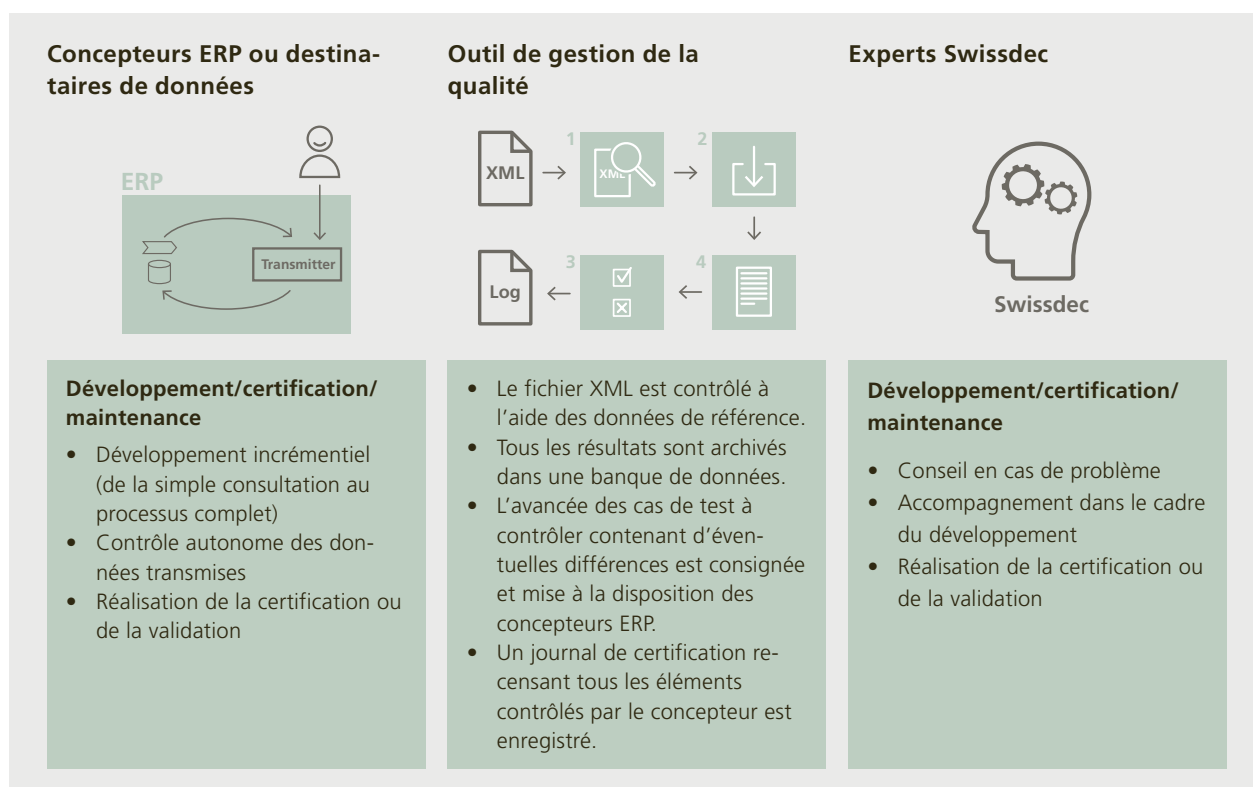 Concepteurs ERP ou destina-
taires de données
ERP
Transmitter
Développement/certification/
maintenance
• Développement incrémentiel
(de la simple consultation au
processus complet)
• Contrôle autonome des don-
nées transmises
• Réalisation de la certification ou
de la validation
Outil de gestion de la
qualité
XML
1
XML
2
Log
3
4
• Le fichier XML est contrôlé à
l’aide des données de référence.
• Tous les résultats sont archivés
dans une banque de données.
• L’avancée des cas de test à
contrôler contenant d’éven-
tuelles différences est consignée
et mise à la disposition des
concepteurs ERP.
• Un journal de certification re-
censant tous les éléments
contrôlés par le concepteur est
enregistré.
Experts Swissdec
Swissdec
Développement/certification/
maintenance
• Conseil en cas de problème
• Accompagnement dans le cadre
du développement
• Réalisation de la certification ou
de la validation